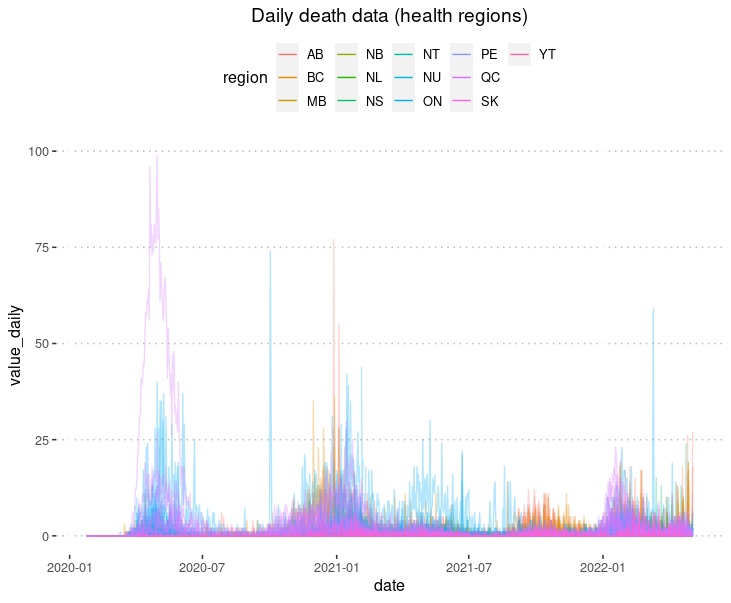 Daily death data (health regions)
AB NB NT PE YT
region BC NL NU QC
MB NS ON SK
100
75
50
25
0
value_daily
2020-01 2020-07 2021-01 2021-07 2022-01
date